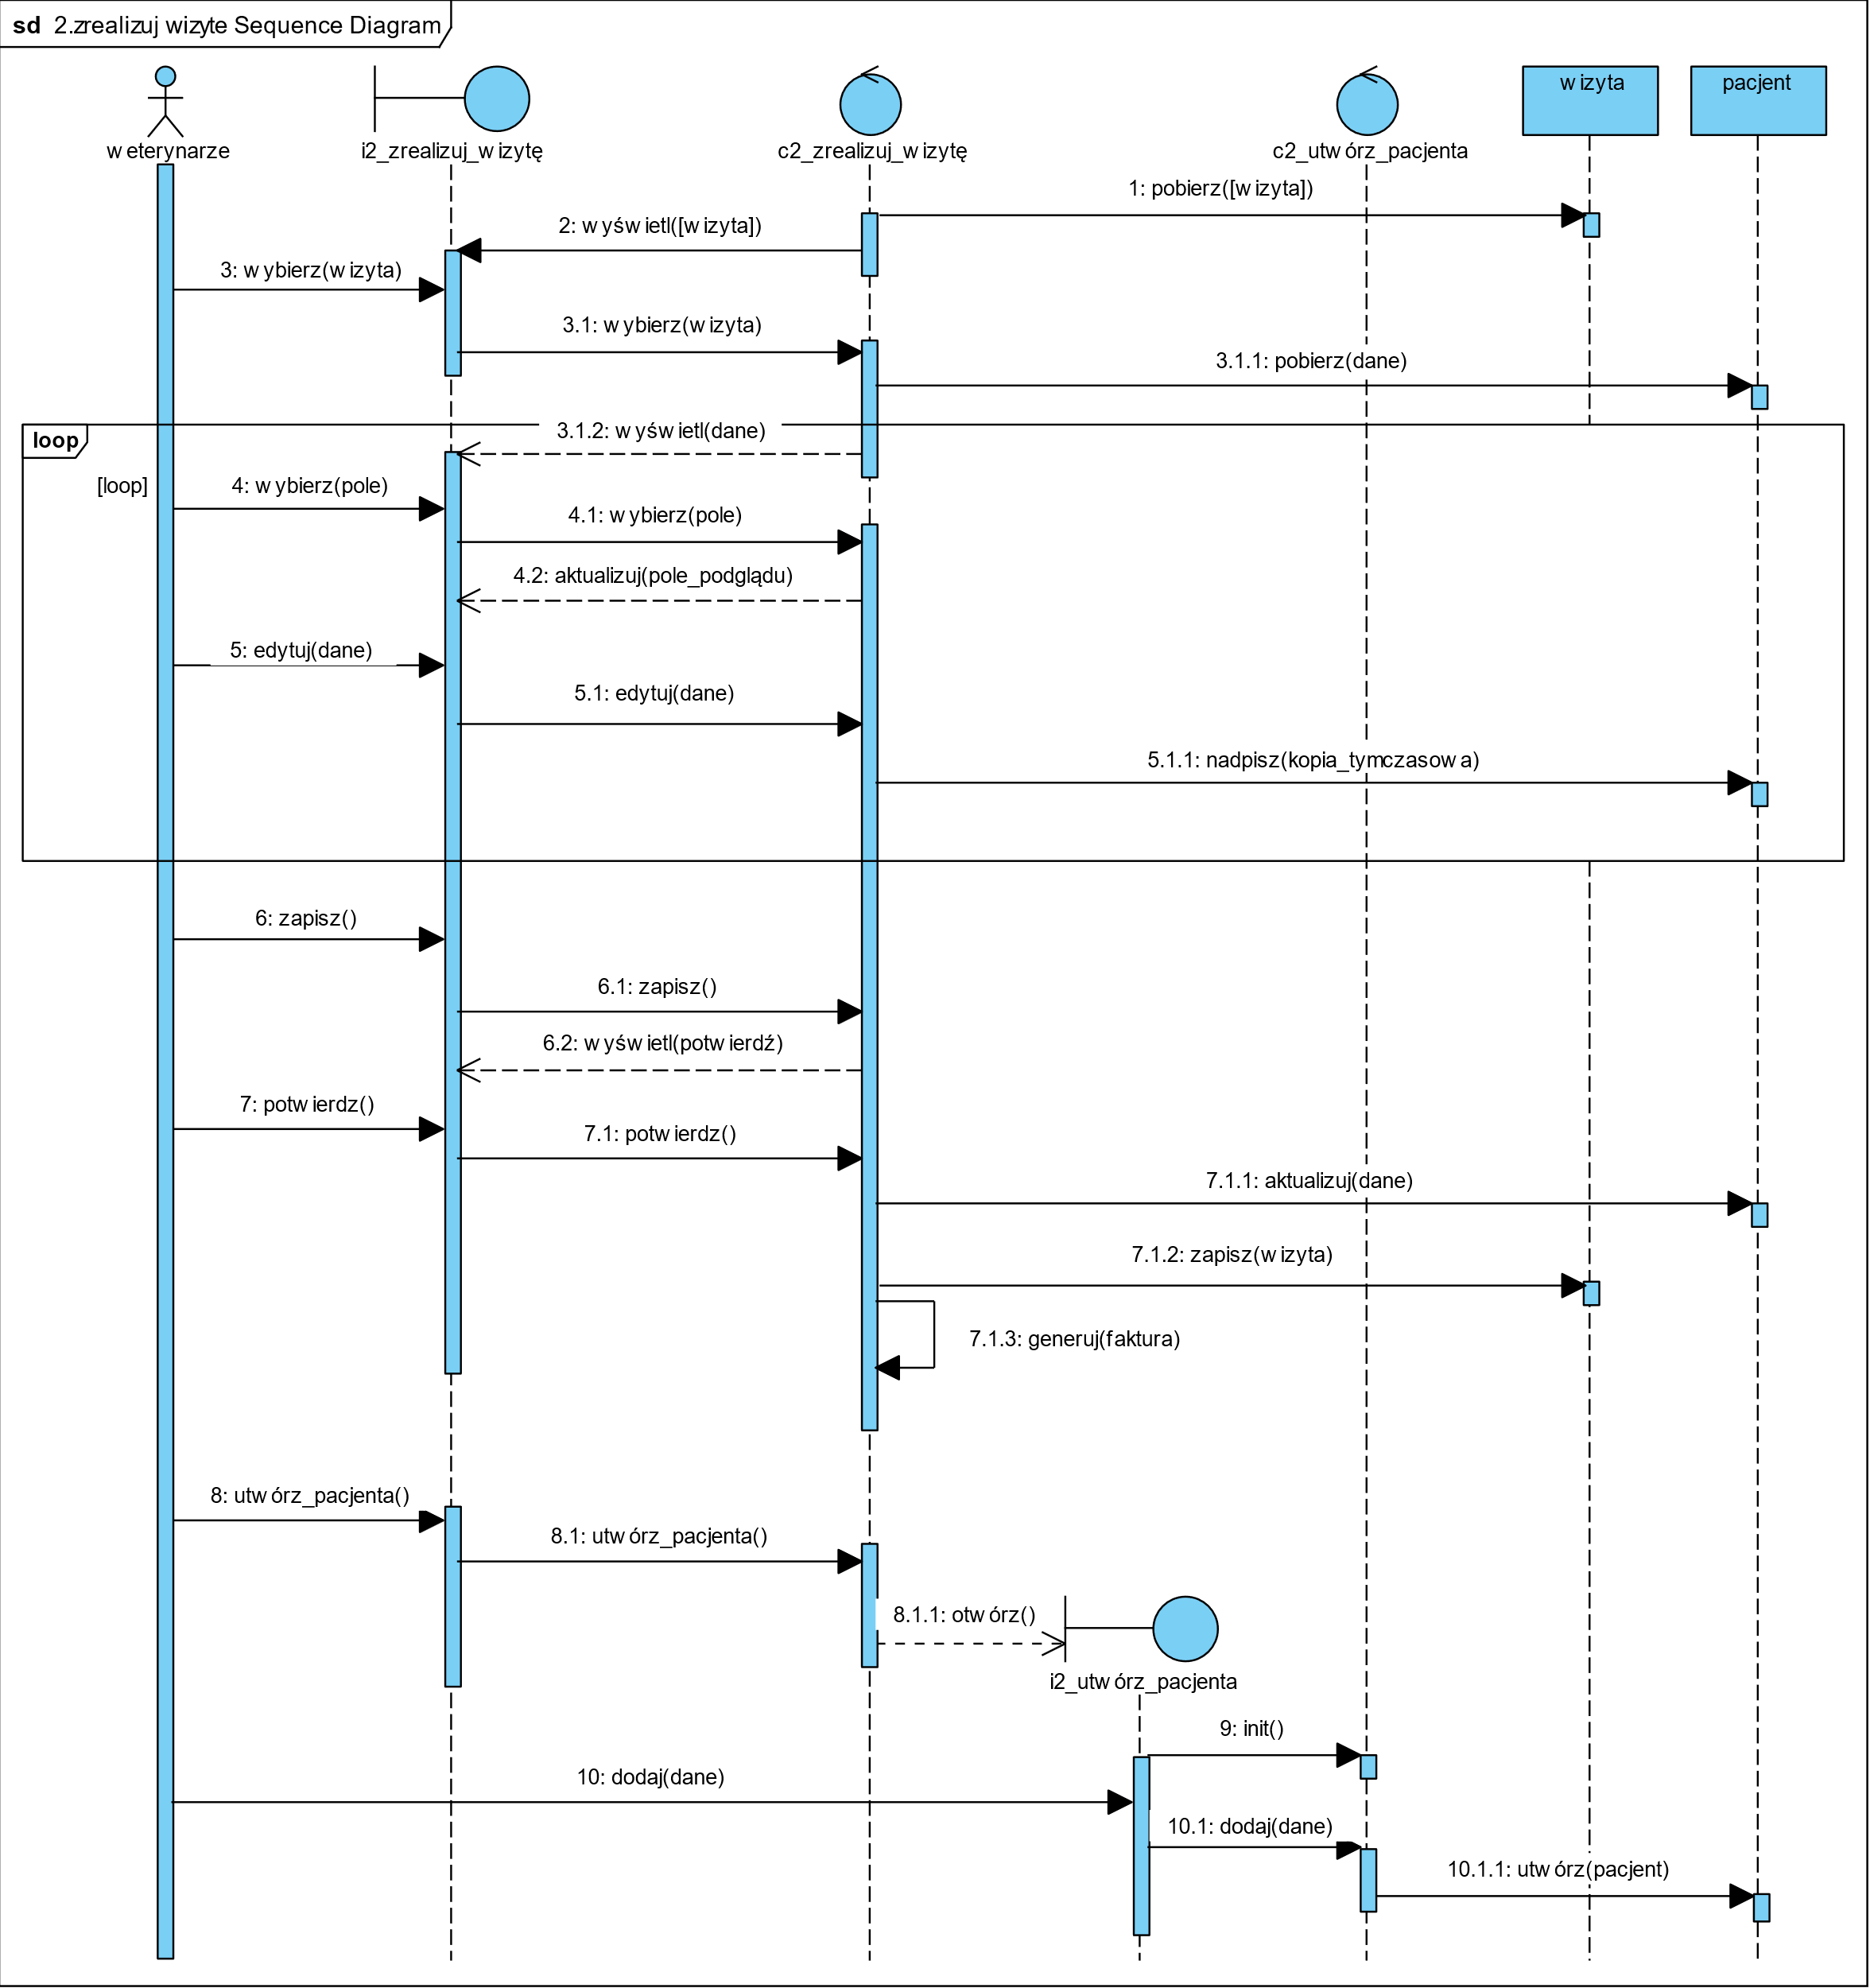 sd 2.zrealizuj wizyte Sequence Diagram
weterynarze
i2_zrealizuj_wizytę
c2_zrealizuj_wizytę
c2_utwórz_pacjenta
wizyta
pacjent
1: pobierz([wizyta])
2: wyświetl([wizyta])
3: wybierz(wizyta)
3.1: wybierz(wizyta)
3.1.1: pobierz(dane)
loop
3.1.2: wyświetl(dane)
[loop]
4: wybierz(pole)
4.1: wybierz(pole)
4.2: aktualizuj(pole_podglądu)
5: edytuj(dane)
5.1: edytuj(dane)
5.1.1: nadpisz(kopia_tymczasowa)
6: zapisz()
6.1: zapisz()
6.2: wyświetl(potwierdź)
7: potwierdz()
7.1: potwierdz()
7.1.1: aktualizuj(dane)
7.1.2: zapisz(wizyta)
7.1.3: generuj(faktura)
8: utwórz_pacjenta()
8.1: utwórz_pacjenta()
8.1.1: otwórz()
i2_utwórz_pacjenta
9: init()
10: dodaj(dane)
10.1: dodaj(dane)
10.1.1: utwórz(pacjent)